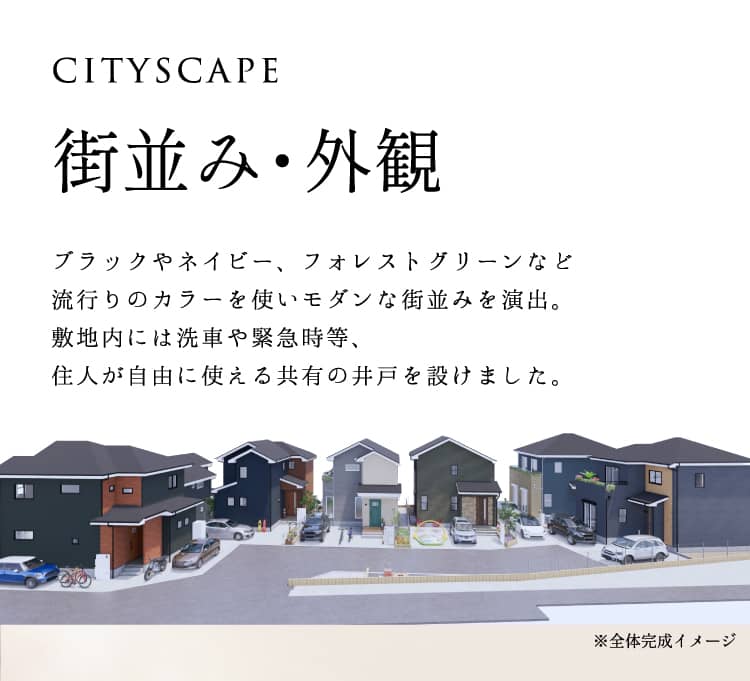 CITYSCAPE
街並み・外観
ブラックやネイビー、フォレストグリーンなど
流行りのカラーを使いモダンな街並みを演出。
敷地内には洗車や緊急時等、
住人が自由に使える共有の井戸を設けました。
※全体完成イメージ